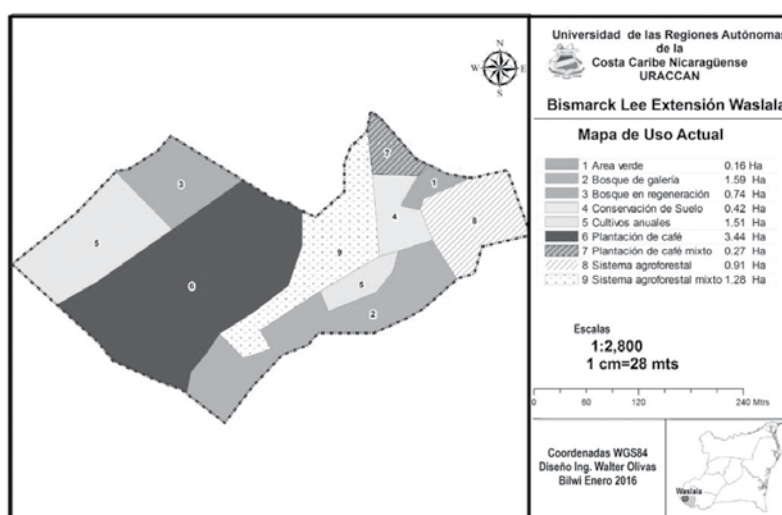 Universidad de las Regiones Autónomas
de la
Costa Caribe Nicaragüense
URACCAN
Bismarck Lee Extensión Waslala
Mapa de Uso Actual
1 Area verde 0.16 Ha
2 Bosque de galería 1.59 Ha
3 Bosque en regeneración 0.74 Ha
4 Conservación de Suelo 0.42 Ha
5 Cultivos anuales 1.51 Ha
6 Plantación de café 3.44 Ha
7 Plantación de café mixto 0.27 Ha
8 Sistema agroforestal 0.91 Ha
9 Sistema agroforestal mixto 1.28 Ha
Escalas
1:2,800
1 cm=28 mts
0 60 120 240 Mtrs
Coordenadas WGS84
Diseño Ing. Walter Olivas
Bilwi Enero 2016
Waslala
N
W E
S
7
3
1
4
8
5
9
6
5
2